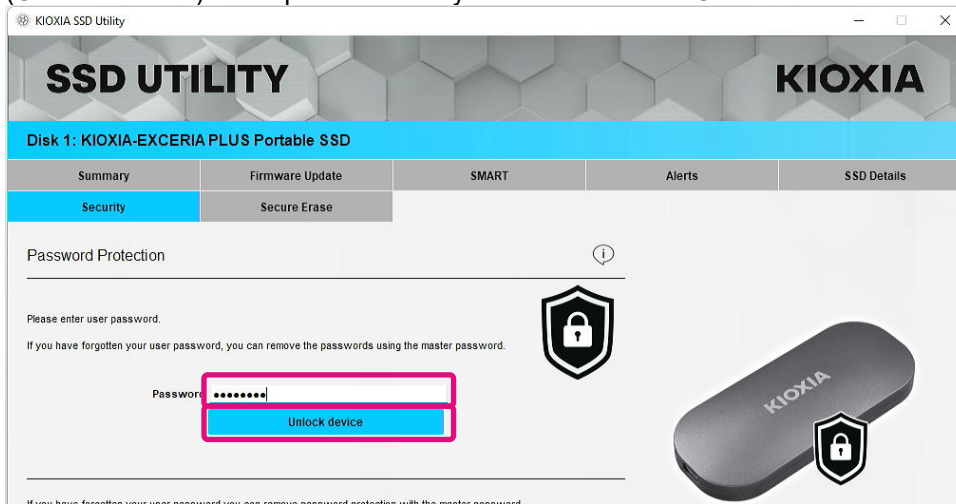 KIOXIA SSD Utility
SSD UTILITY
KIOXIA
Disk 1: KIOXIA-EXCERIA PLUS Portable SSD
Summary Firmware Update SMART Alerts SSD Details
Security Secure Erase
Password Protection
Please enter user password.
If you have forgotten your user password, you can remove the passwords using the master password.
Password ••••••••
Unlock device
KIOXIA
If you have forgotten your user password you can remove password protection with the master password.